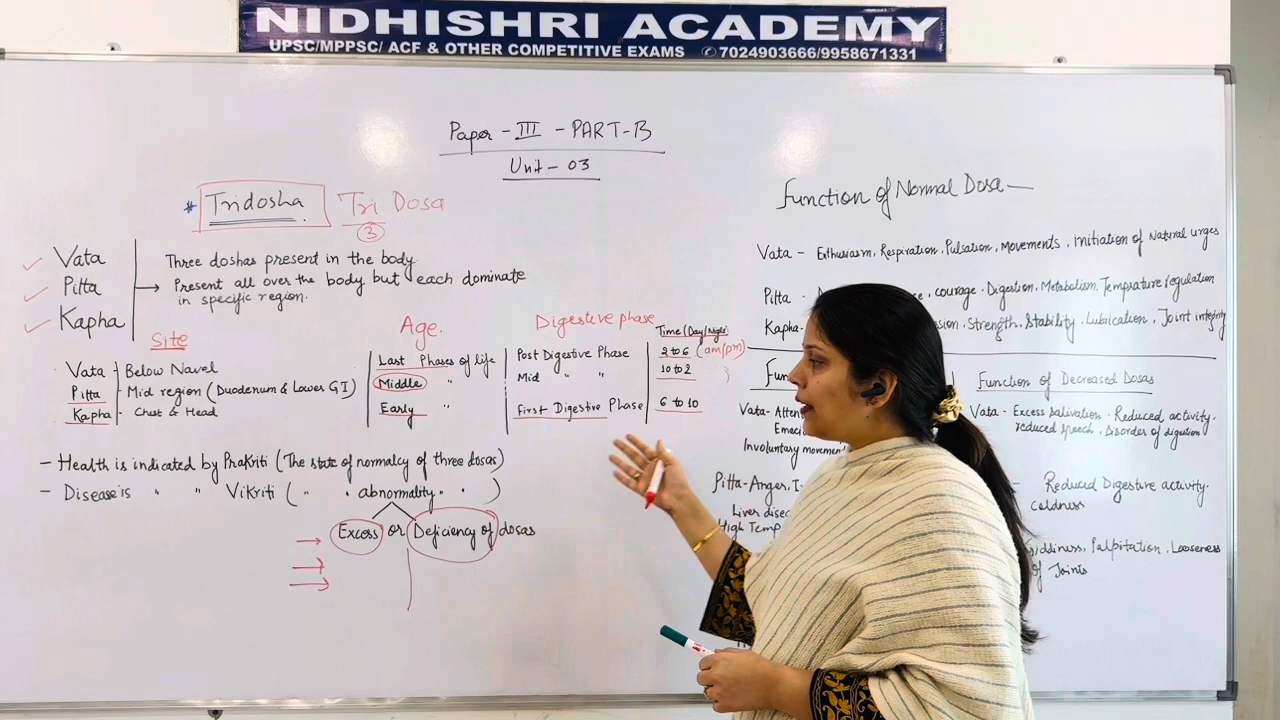 NIDHISHRI ACADEMY
UPSC/MPPSC/ ACF & OTHER COMPETITIVE EXAMS ✆7024903666/9958671331
Paper - III - PART-B
Unit - 03
* Tridosha Tri Dosa
3
Vata
Pitta
Kapha
→ Three doshas present in the body.
Present all over the body but each dominate
in specific region.
Site
Vata Below Navel
Pitta Mid region (Duodenum & Lower GI)
Kapha - Chest & Head
Age.
Last Phases of life
Middle " "
Early "
Digestive phase
Post Digestive Phase
Mid " "
First Digestive Phase
Time (Day/Night)
2 to 6 (am/pm)
10 to 2
6 to 10
- Health is indicated by Prakriti (The state of normalcy of three dosas)
- Disease is " " Vikriti ( " " abnormality " " )
Excess or Deficiency of dosas
Function of Normal Dosa —
Vata - Enthusiasm, Respiration, Pulsation, Movements, Initiation of Natural urges
Pitta - courage, Digestion, Metabolism, Temprature regulation
Kapha- Strength, Stability, Lubrication, Joint integrity
Vata-
Involuntary movemen
Pitta-Anger,
Liver
High Temp
Function of Decreased Dosas
Vata - Excess salivation, Reduced activity,
reduced speech, Disorder of digestion
Reduced Digestive activity.
coldness
iddiness, Palpitation, Looseness
of Joints